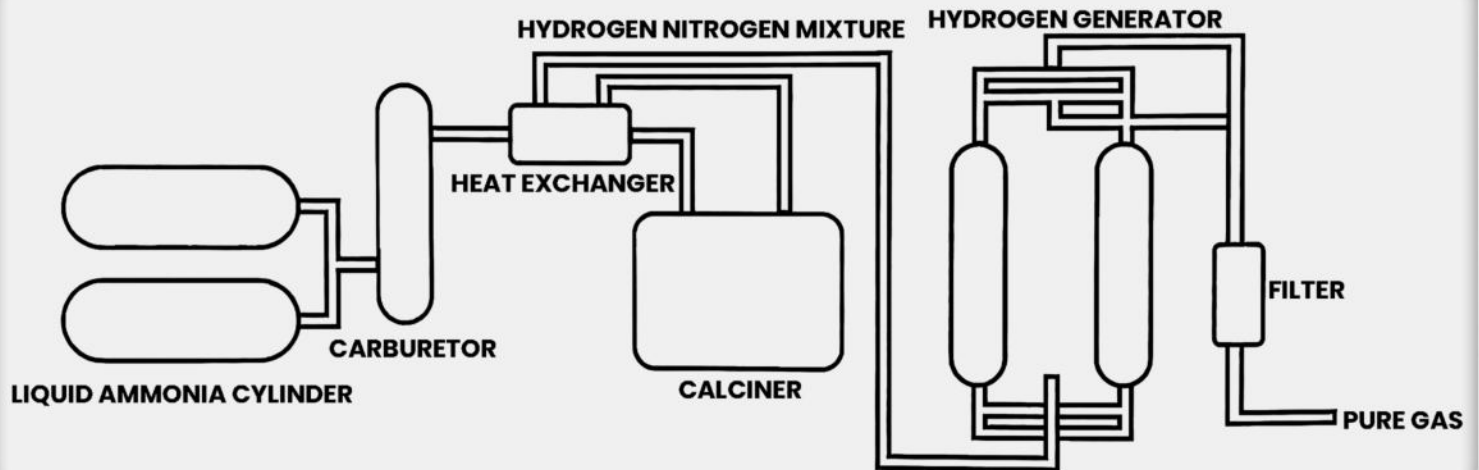 HYDROGEN NITROGEN MIXTURE
HYDROGEN GENERATOR
HEAT EXCHANGER
FILTER
CARBURETOR
LIQUID AMMONIA CYLINDER
CALCINER
PURE GAS